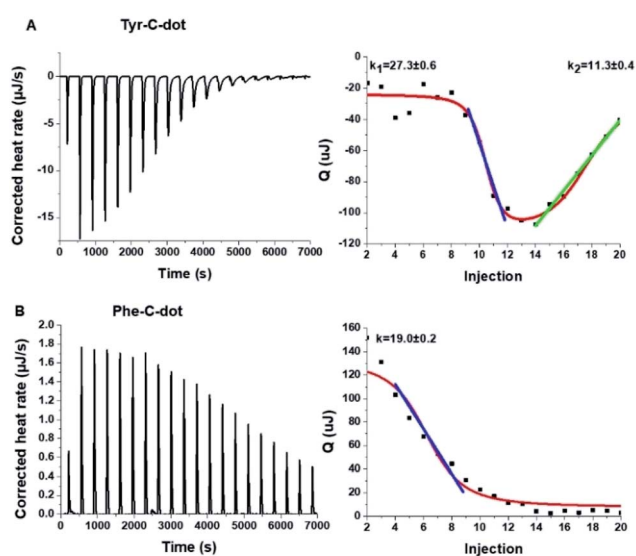 A
Tyr-C-dot
Corrected heat rate (µJ/s)
0
-5
-10
-15
0 1000 2000 3000 4000 5000 6000 7000
Time (s)
k1=27.3±0.6
k2=11.3±0.4
Q (uJ)
0
-20
-40
-60
-80
-100
-120
2 4 6 8 10 12 14 16 18 20
Injection
B
Phe-C-dot
Corrected heat rate (µJ/s)
2.0
1.8
1.6
1.4
1.2
1.0
0.8
0.6
0.4
0.2
0.0
0 1000 2000 3000 4000 5000 6000 7000
Time (s)
k=19.0±0.2
Q (uJ)
160
140
120
100
80
60
40
20
0
2 4 6 8 10 12 14 16 18 20
Injection